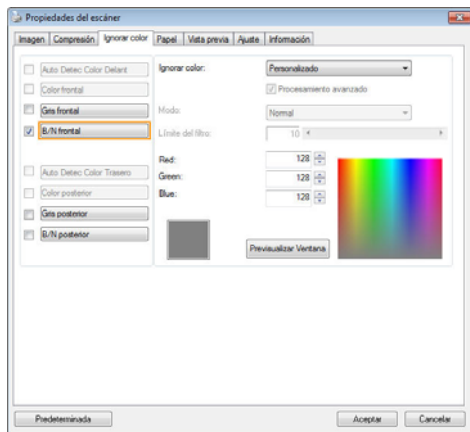 Propiedades del escáner
Imagen Compresión Ignorar color Papel Vista previa Ajuste Información
Auto Detec Color Delant
Color frontal
Gris frontal
B/N frontal
Auto Detec Color Trasero
Color posterior
Gris posterior
B/N posterior
Ignorar color: Personalizado
Procesamiento avanzado
Modo: Normal
Límite del filtro: 10
Red: 128
Green: 128
Blue: 128
Previsualizar Ventana
Predeterminada Aceptar Cancelar